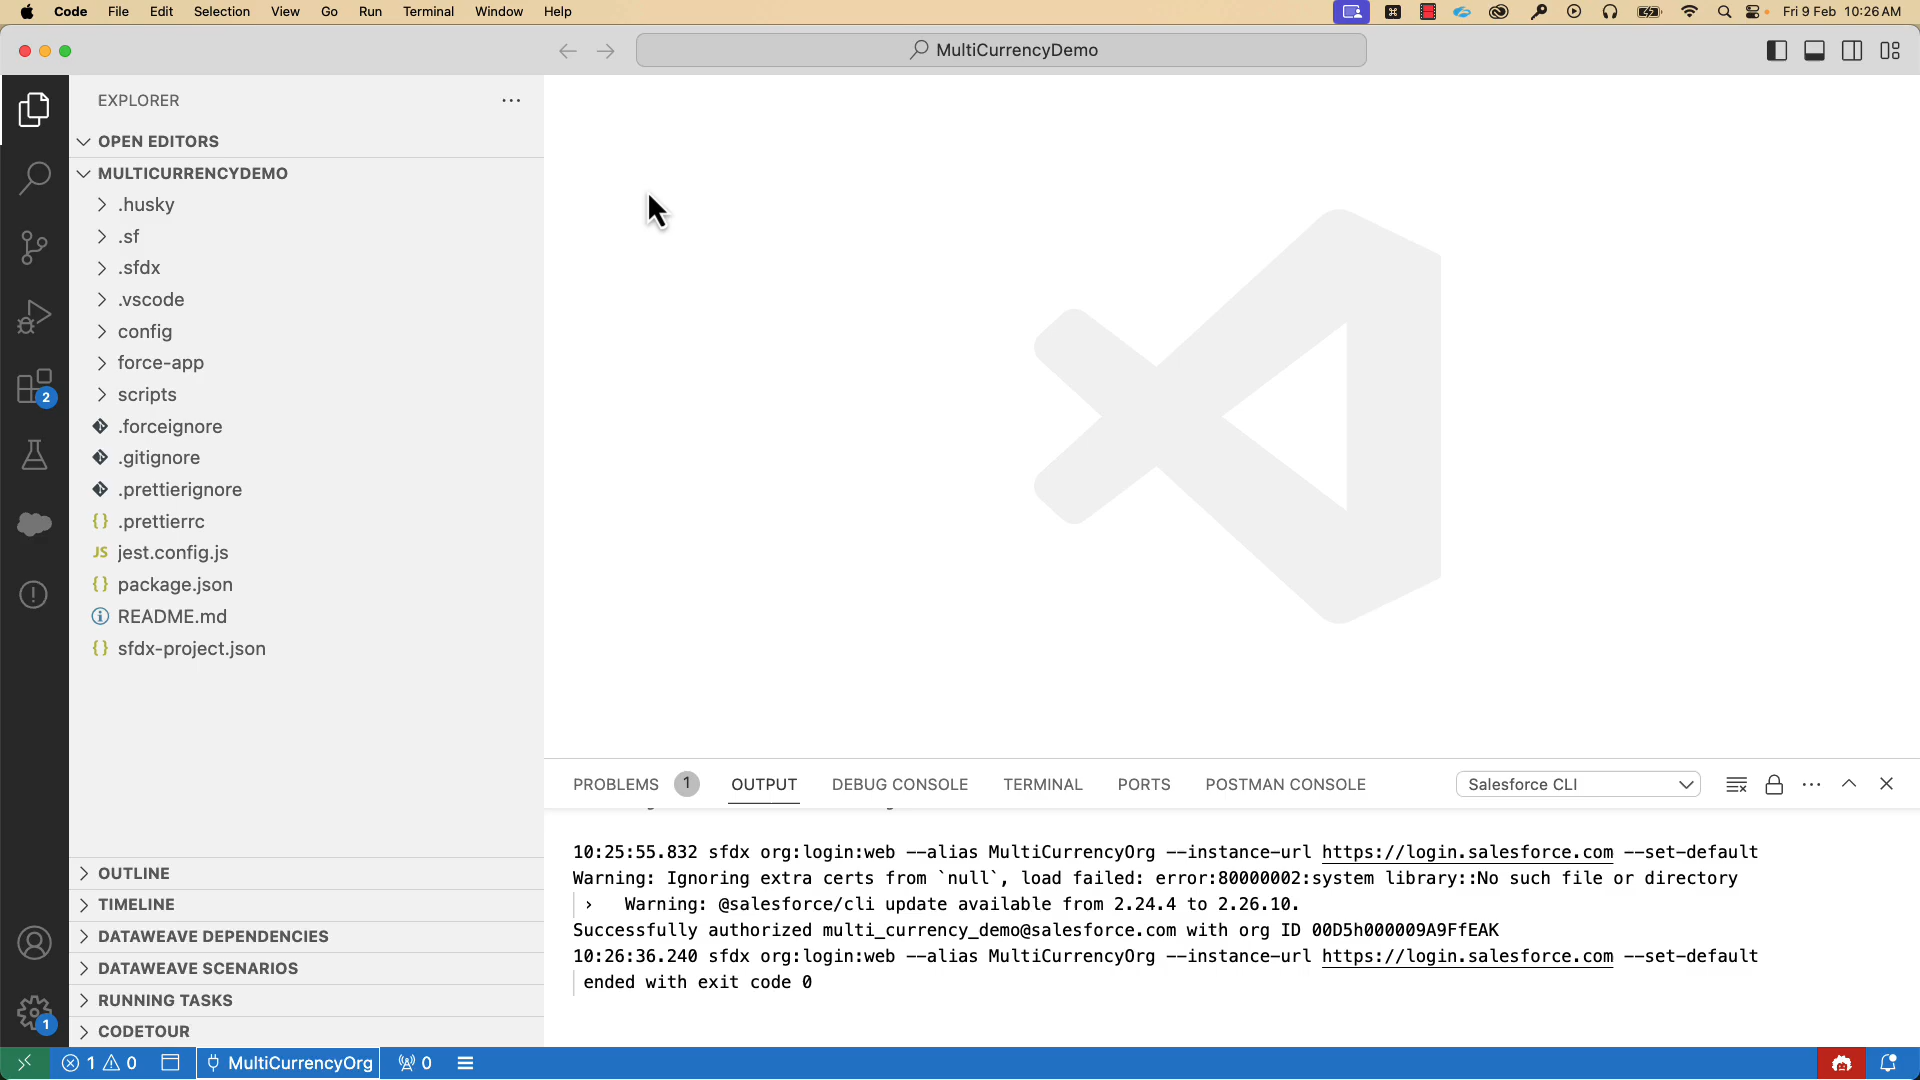 Code File Edit Selection View Go Run Terminal Window Help Fri 9 Feb 10:26 AM
MultiCurrencyDemo
EXPLORER
OPEN EDITORS
MULTICURRENCYDEMO
.husky
.sf
.sfdx
.vscode
config
force-app
scripts
.forceignore
.gitignore
.prettierignore
{} .prettierrc
JS jest.config.js
{} package.json
README.md
{} sfdx-project.json
2
OUTLINE
TIMELINE
DATAWEAVE DEPENDENCIES
DATAWEAVE SCENARIOS
RUNNING TASKS
CODETOUR
1
PROBLEMS 1 OUTPUT DEBUG CONSOLE TERMINAL PORTS POSTMAN CONSOLE Salesforce CLI
10:25:55.832 sfdx org:login:web --alias MultiCurrencyOrg --instance-url https://login.salesforce.com --set-default
Warning: Ignoring extra certs from `null`, load failed: error:80000002:system library::No such file or directory
› Warning: @salesforce/cli update available from 2.24.4 to 2.26.10.
Successfully authorized multi_currency_demo@salesforce.com with org ID 00D5h000009A9FfEAK
10:26:36.240 sfdx org:login:web --alias MultiCurrencyOrg --instance-url https://login.salesforce.com --set-default
ended with exit code 0
1 0 MultiCurrencyOrg 0